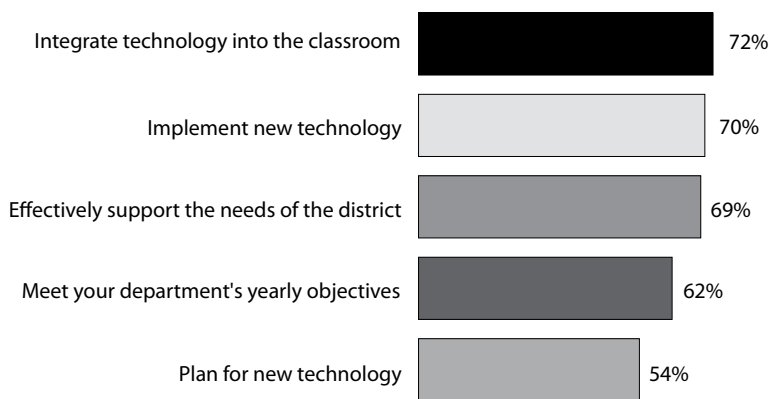 Integrate technology into the classroom 72%
Implement new technology 70%
Effectively support the needs of the district 69%
Meet your department's yearly objectives 62%
Plan for new technology 54%